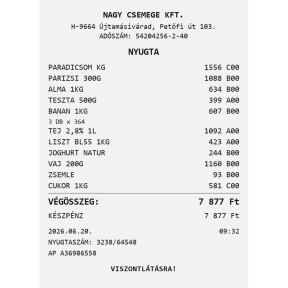 NAGY CSEMEGE KFT.
H-9664 Újtamásivárad, Petőfi út 103.
ADÓSZÁM: 54204256-2-40
NYUGTA
PARADICSOM KG 1556 C00
PARIZSI 300G 1088 B00
ALMA 1KG 634 B00
TESZTA 500G 399 A00
BANAN 1KG 607 B00
3 DB x 364
TEJ 2,8% 1L 1092 A00
LISZT BL55 1KG 423 A00
JOGHURT NATUR 244 B00
VAJ 200G 1160 B00
ZSEMLE 93 B00
CUKOR 1KG 581 C00
VÉGÖSSZEG: 7 877 Ft
KÉSZPÉNZ 7 877 Ft
2026.06.20. 09:32
NYUGTASZÁM: 3238/64548
AP A36986558
VISZONTLÁTÁSRA!